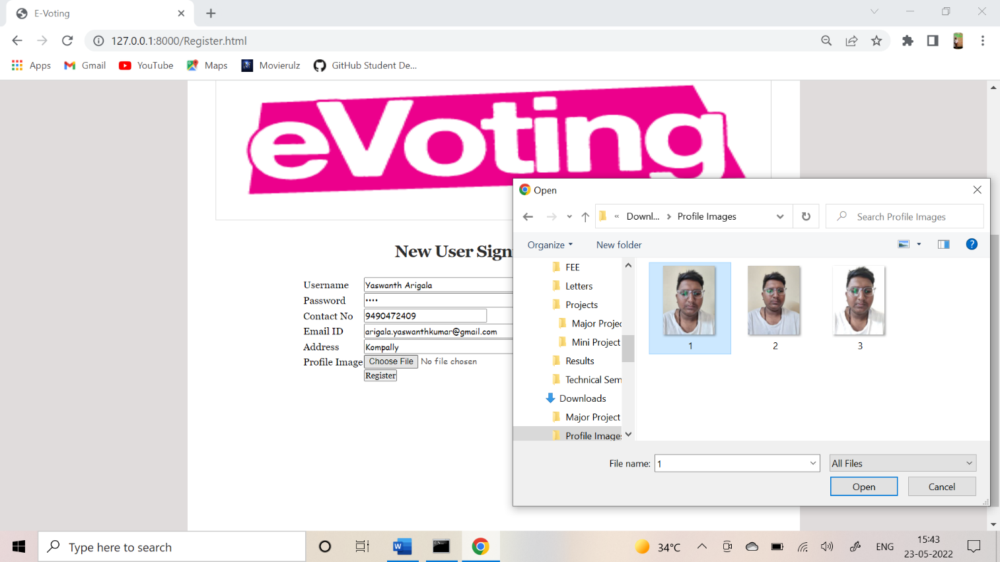 E-Voting
127.0.0.1:8000/Register.html
Apps Gmail YouTube Maps Movierulz GitHub Student De...
eVoting
New User Sign
Username Yaswanth Arigala
Password ••••
Contact No 9490472409
Email ID arigala.yaswanthkumar@gmail.com
Address Kompally
Profile Image Choose File No file chosen
Register
Open
« Downl... > Profile Images Search Profile Images
Organize New folder
FEE
Letters
Projects
Major Projec
Mini Project
Results
Technical Sem
Downloads
Major Project
Profile Images
1 2 3
File name: 1 All Files
Open Cancel
Type here to search
34°C
ENG
15:43
23-05-2022